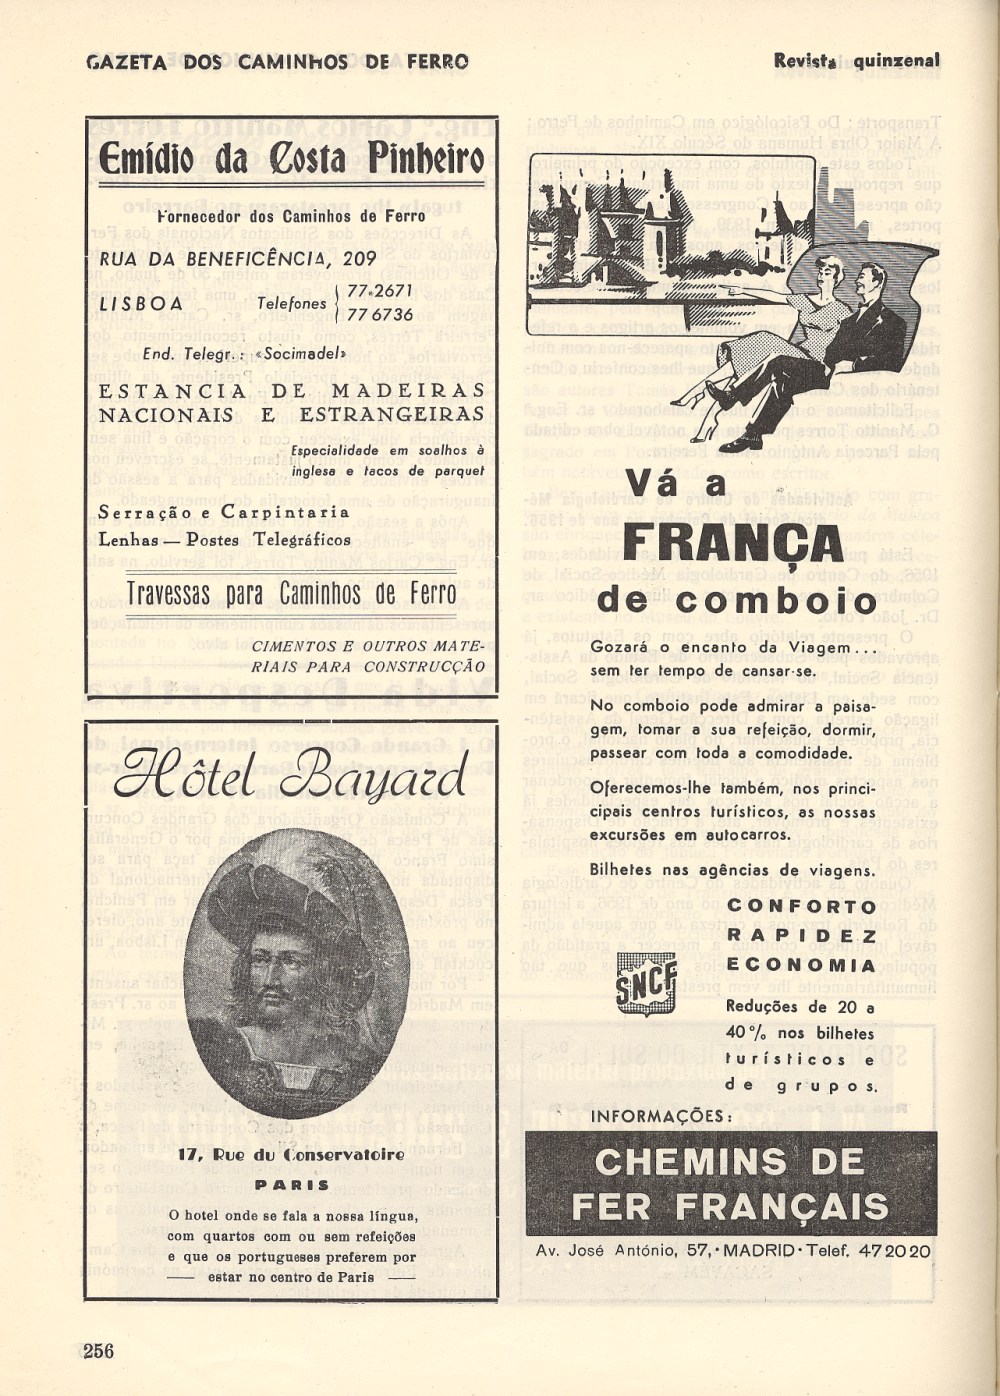 GAZETA DOS CAMINHOS DE FERRO
Revista quinzenal
Emídio da Costa Pinheiro
Fornecedor dos Caminhos de Ferro
RUA DA BENEFICÊNCIA, 209
LISBOA Telefones { 77-2671
77 6736
End. Telegr.: «Socimadel»
ESTANCIA DE MADEIRAS
NACIONAIS E ESTRANGEIRAS
Especialidade em soalhos à
inglesa e tacos de parquet
Serração e Carpintaria
Lenhas — Postes Telegráficos
Travessas para Caminhos de Ferro
CIMENTOS E OUTROS MATE-
RIAIS PARA CONSTRUCÇÃO
Hôtel Bayard
17, Rue du Conservatoire
PARIS
O hotel onde se fala a nossa língua,
com quartos com ou sem refeições
e que os portugueses preferem por
estar no centro de Paris
Vá a
FRANÇA
de comboio
Gozará o encanto da Viagem...
sem ter tempo de cansar-se.
No comboio pode admirar a paisa-
gem, tomar a sua refeição, dormir,
passear com toda a comodidade.
Oferecemos-lhe também, nos princi-
cipais centros turísticos, as nossas
excursões em autocarros.
Bilhetes nas agências de viagens.
CONFORTO
RAPIDEZ
ECONOMIA
SNCF
Reduções de 20 a
40% nos bilhetes
turísticos e
de grupos.
INFORMAÇÕES:
CHEMINS DE
FER FRANÇAIS
Av. José António, 57,·MADRID·Telef. 472020
256